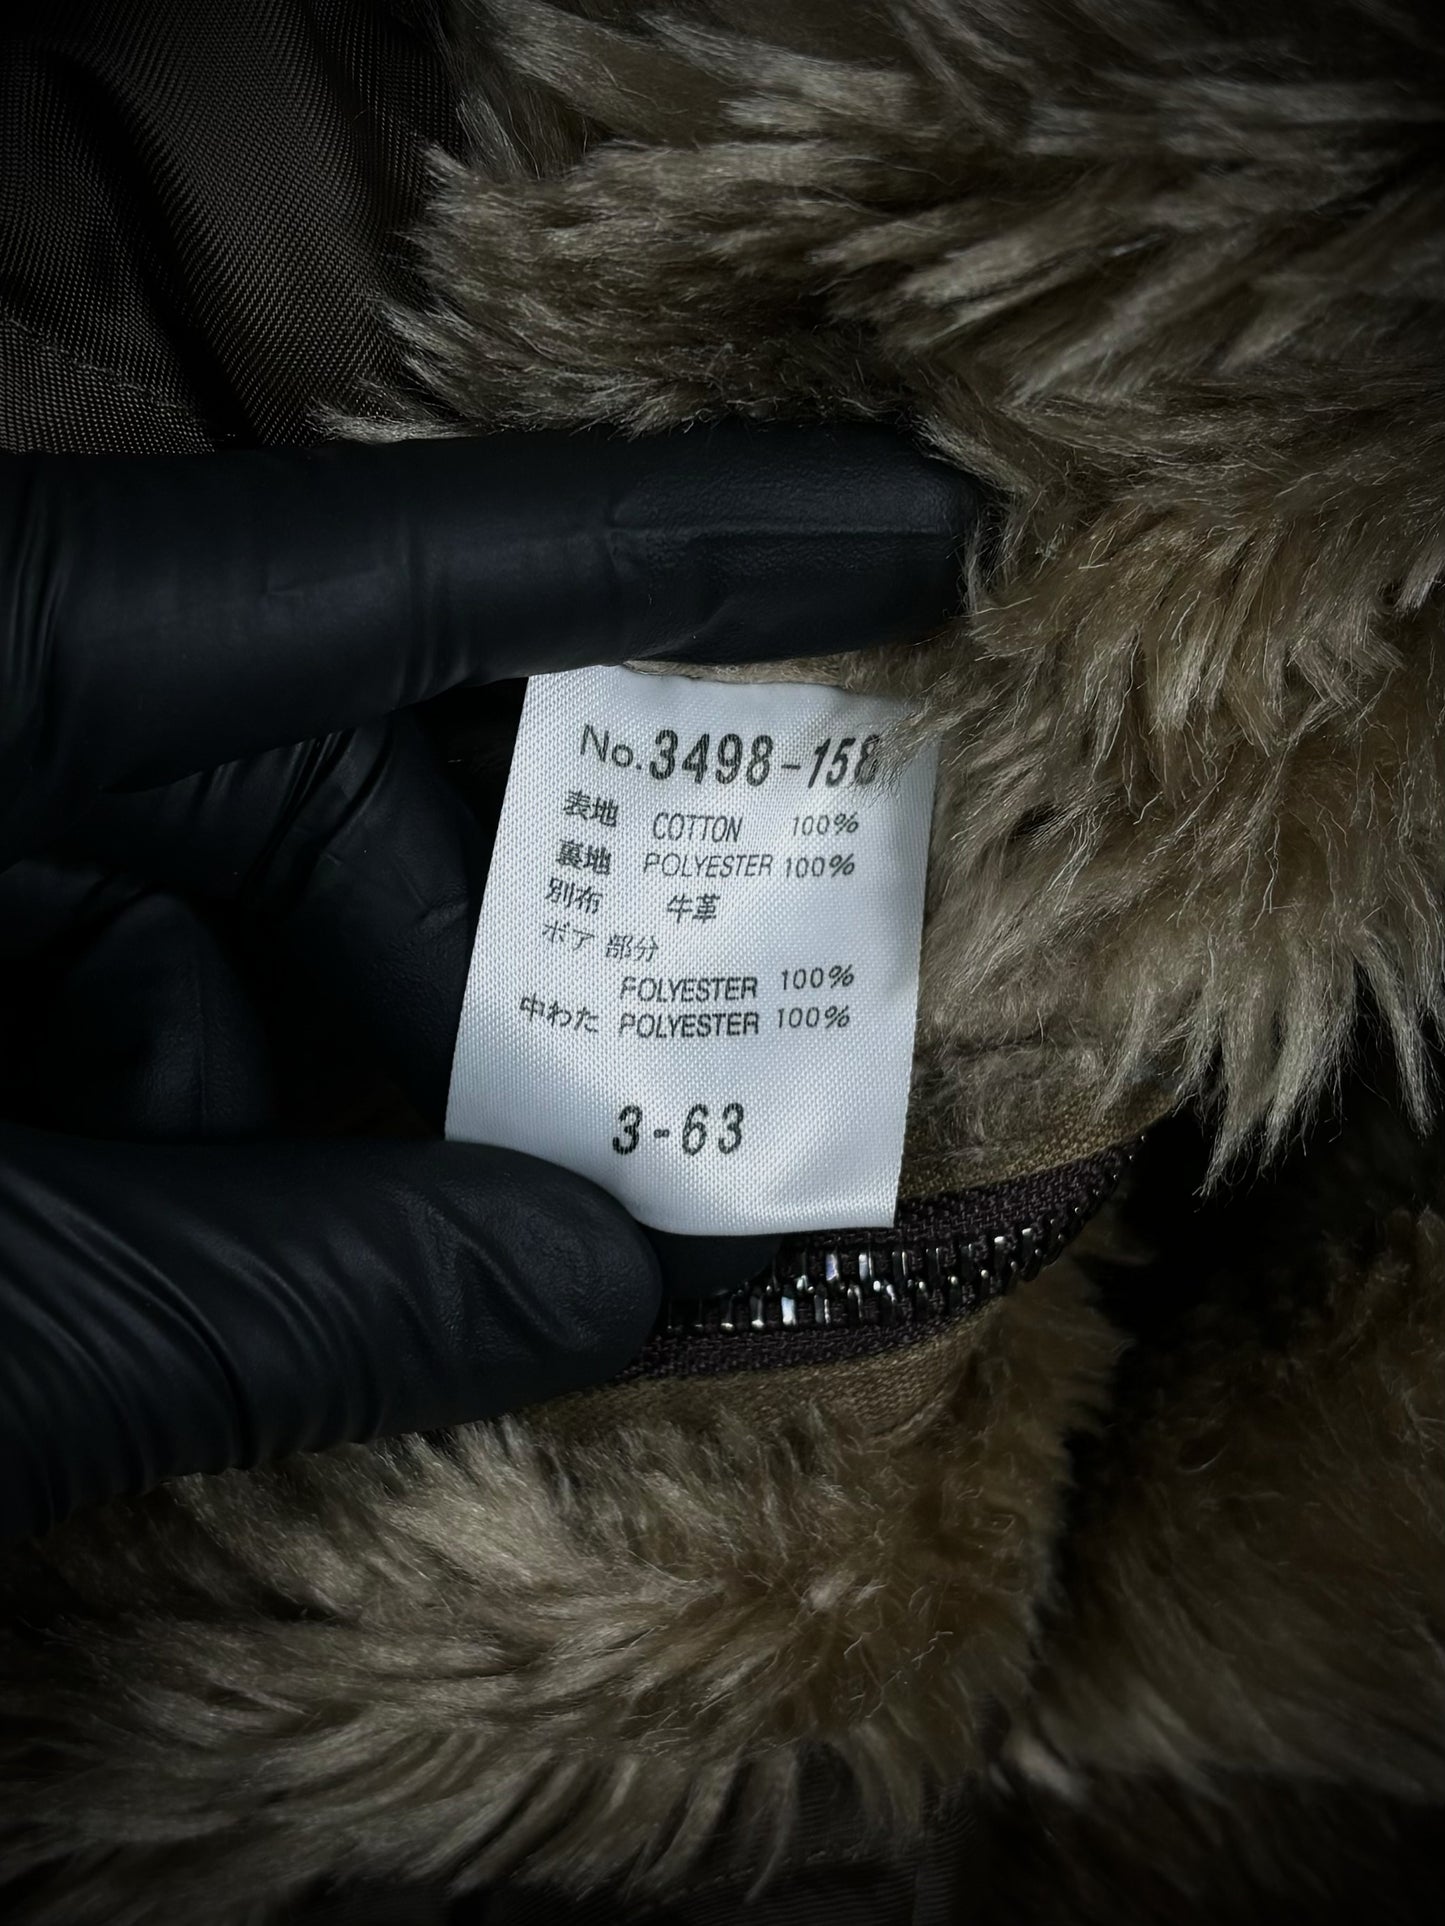 No.3498-158
表地 COTTON 100%
裏地 POLYESTER 100%
別布 牛革
ボア 部分
POLYESTER 100%
中わた POLYESTER 100%
3-63